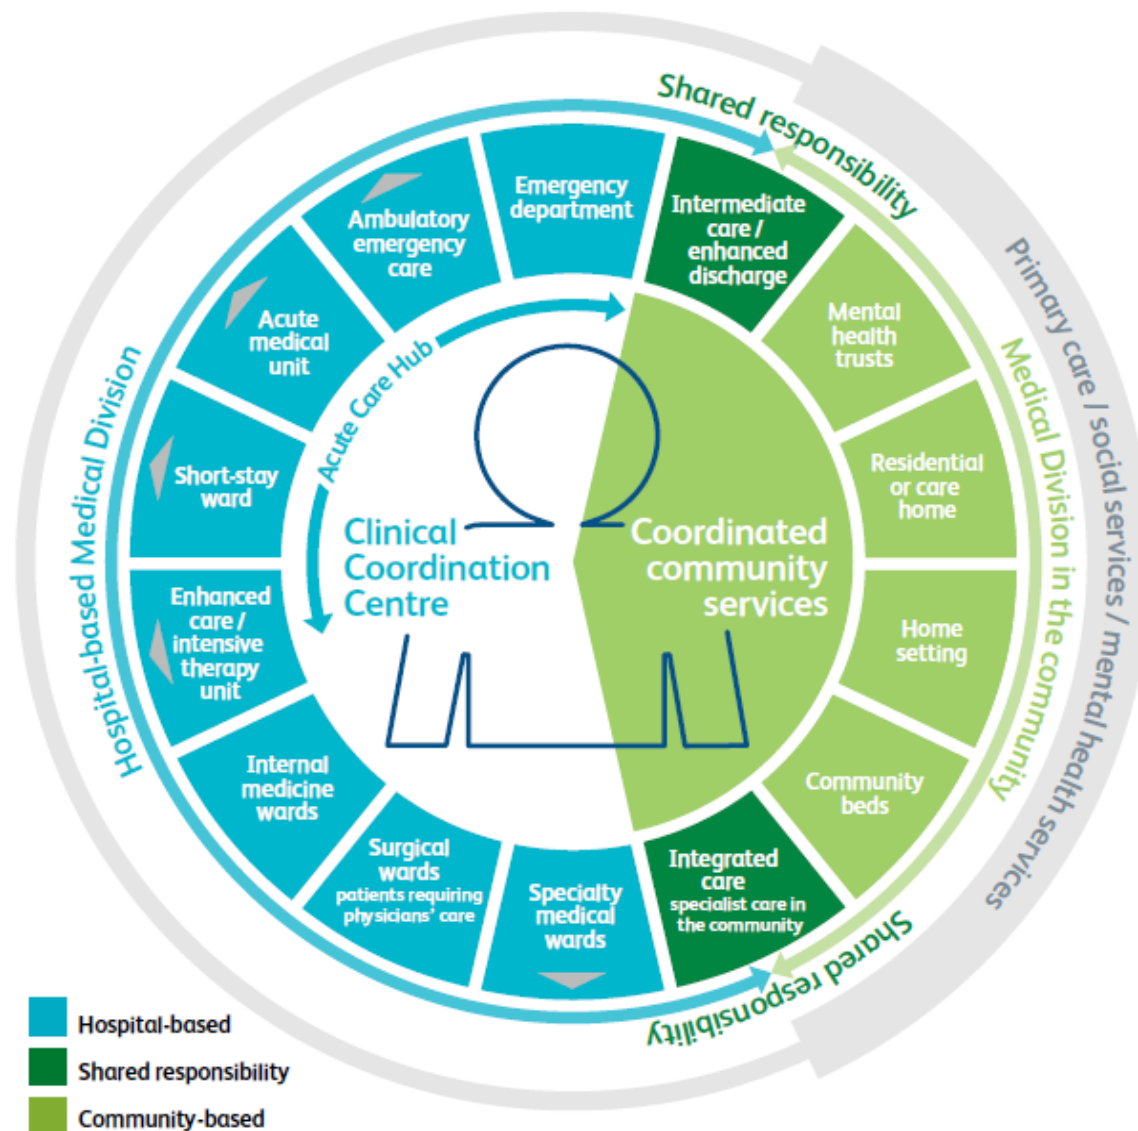 Shared responsibility
Emergency
department
Intermediate
care /
enhanced
discharge
Mental
health
trusts
Residential
or care
home
Home
setting
Community
beds
Integrated
care
specialist care in
the community
Specialty
medical
wards
Surgical
wards
patients requiring
physicians' care
Internal
medicine
wards
Enhanced
care /
intensive
therapy
unit
Short-stay
ward
Acute
medical
unit
Ambulatory
emergency
care
Acute Care Hub
Clinical
Coordination
Centre
Coordinated
community
services
Hospital-based Medical Division
Medical Division in the community
Primary care / social services / mental health services
Shared responsibility
Hospital-based
Shared responsibility
Community-based